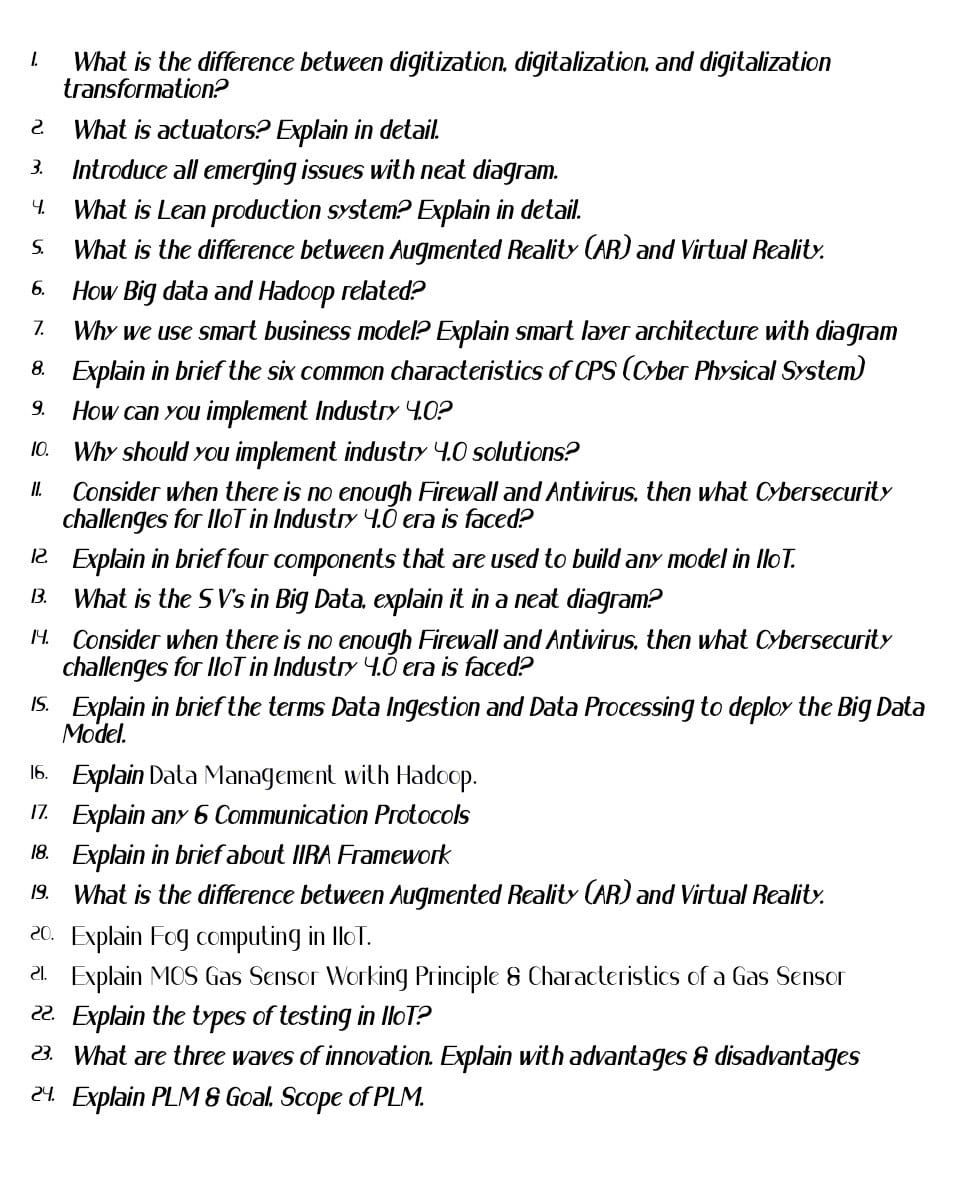 1. What is the difference between digitization, digitalization, and digitalization
transformation?
2. What is actuators? Explain in detail.
3. Introduce all emerging issues with neat diagram.
4. What is Lean production system? Explain in detail.
5. What is the difference between Augmented Reality (AR) and Virtual Reality.
6. How Big data and Hadoop related?
7. Why we use smart business model? Explain smart layer architecture with diagram
8. Explain in brief the six common characteristics of CPS (Cyber Physical System)
9. How can you implement Industry 4.0?
10. Why should you implement industry 4.0 solutions?
11. Consider when there is no enough Firewall and Antivirus, then what Cybersecurity
challenges for IIoT in Industry 4.0 era is faced?
12. Explain in brief four components that are used to build any model in IIoT.
13. What is the 5 V's in Big Data, explain it in a neat diagram?
14. Consider when there is no enough Firewall and Antivirus, then what Cybersecurity
challenges for IIoT in Industry 4.0 era is faced?
15. Explain in brief the terms Data Ingestion and Data Processing to deploy the Big Data
Model.
16. Explain Data Management with Hadoop.
17. Explain any 6 Communication Protocols
18. Explain in brief about IIRA Framework
19. What is the difference between Augmented Reality (AR) and Virtual Reality.
20. Explain Fog computing in IIoT.
21. Explain MOS Gas Sensor Working Principle & Characteristics of a Gas Sensor
22. Explain the types of testing in IIoT?
23. What are three waves of innovation. Explain with advantages & disadvantages
24. Explain PLM & Goal, Scope of PLM.